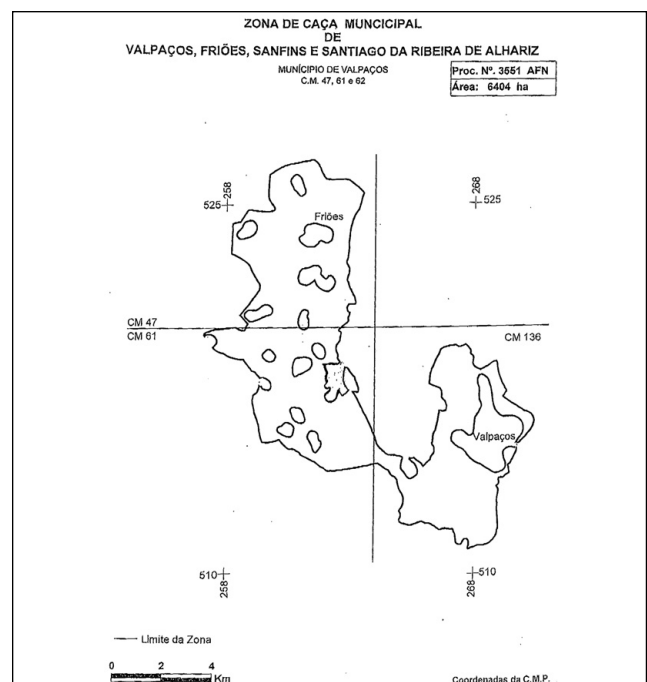 ZONA DE CAÇA MUNCICIPAL
DE
VALPAÇOS, FRIÕES, SANFINS E SANTIAGO DA RIBEIRA DE ALHARIZ
MUNÍCIPIO DE VALPAÇOS
C.M. 47, 61 e 62
Proc. Nº. 3551 AFN
Área: 6404 ha
258
525
268
525
Friões
CM 47
CM 61
CM 136
Valpaços
510
258
510
268
Limite da Zona
0 2 4
Km
Coordenadas da C.M.P.